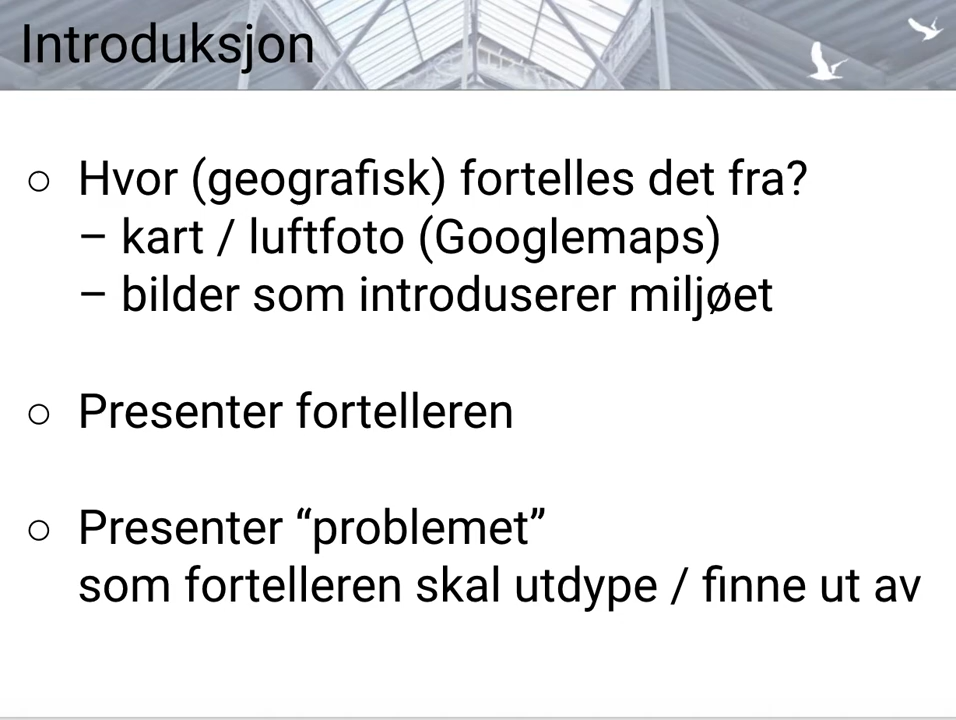 Introduksjon
○ Hvor (geografisk) fortelles det fra?
– kart / luftfoto (Googlemaps)
– bilder som introduserer miljøet
○ Presenter fortelleren
○ Presenter “problemet”
som fortelleren skal utdype / finne ut av